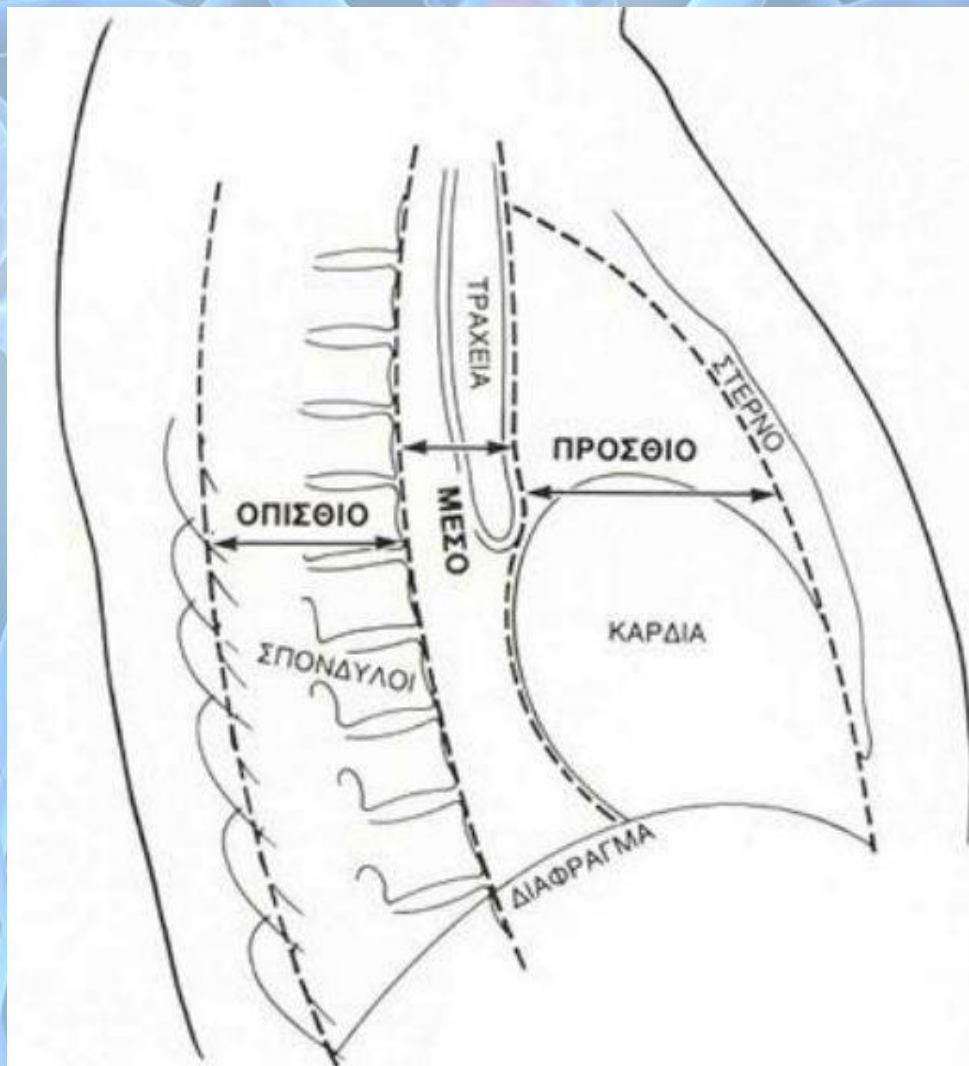 ΤΡΑΧΕΙΑ
ΣΤΕΡΝΟ
ΠΡΟΣΘΙΟ
ΜΕΣΟ
ΟΠΙΣΘΙΟ
ΚΑΡΔΙΑ
ΣΠΟΝΔΥΛΟΙ
ΔΙΑΦΡΑΓΜΑ